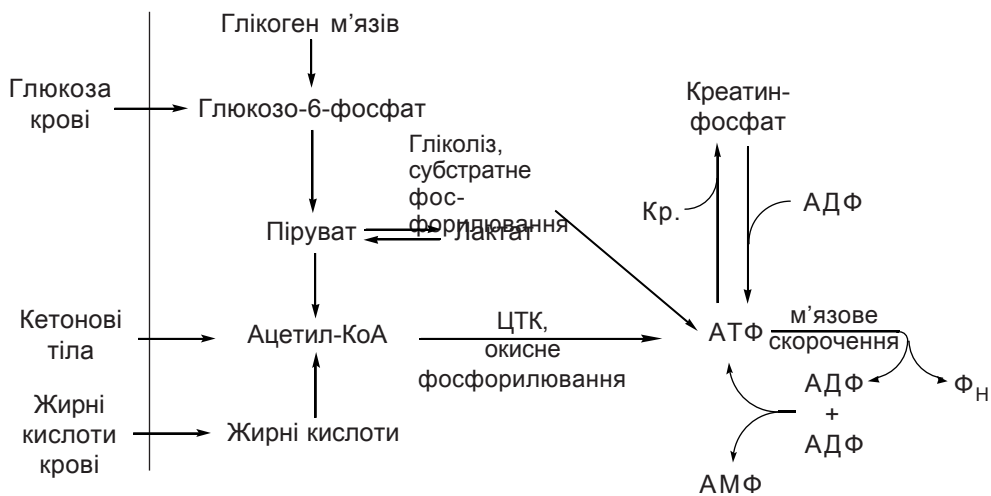 Глікоген м’язів
Глюкоза
крові
Глюкозо-6-фосфат
Креатин-
фосфат
Гліколіз,
субстратне
фос-
форилювання
Кр.
АДФ
Піруват
Лактат
Кетонові
тіла
Ацетил-КоА
ЦТК,
окисне
фосфорилювання
АТФ
м’язове
скорочення
АДФ
+
АДФ
ФН
Жирні
кислоти
крові
Жирні кислоти
АМФ